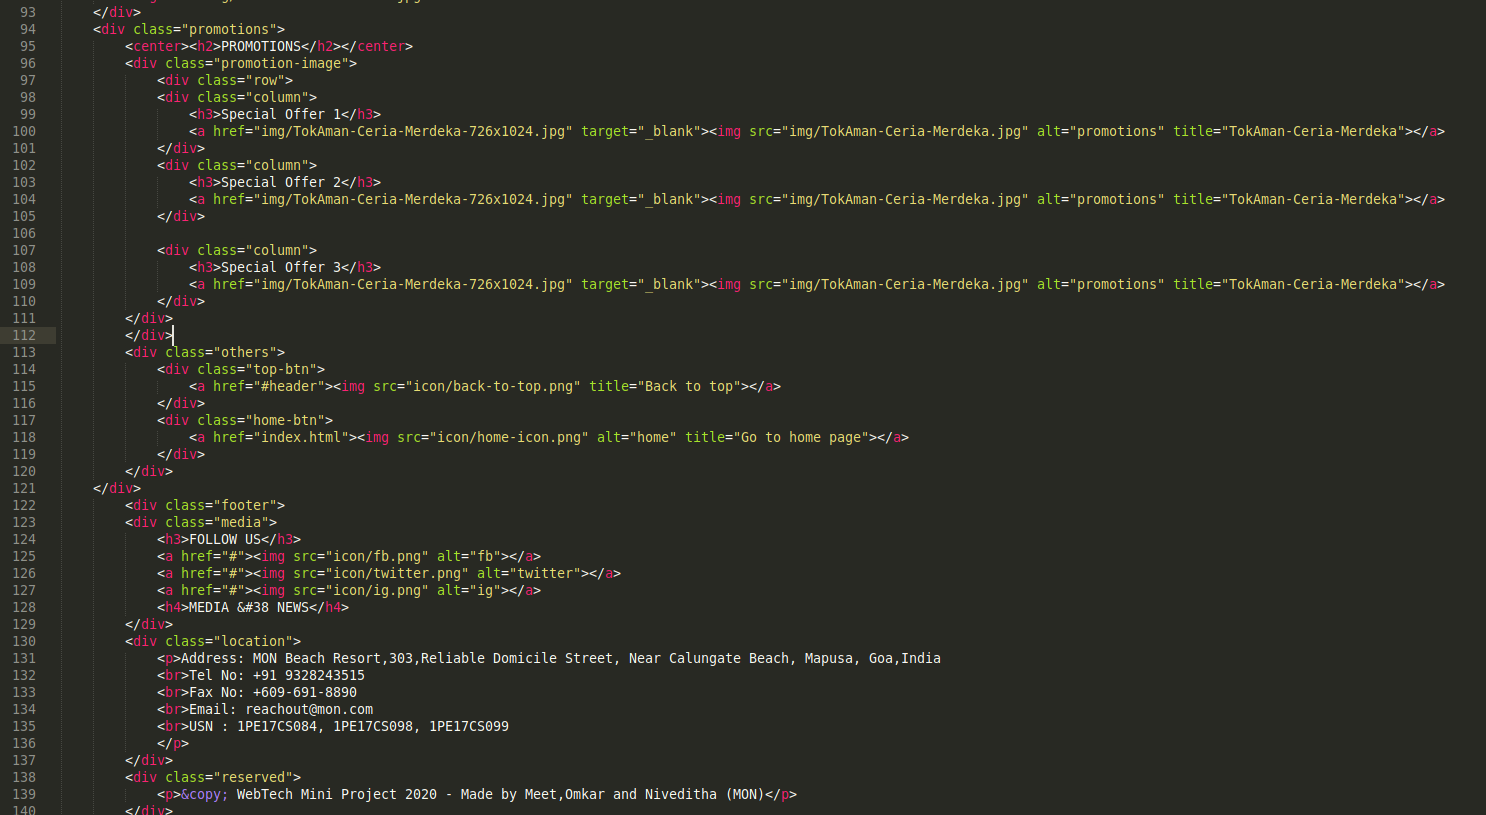 93 </div>
94 <div class="promotions">
95 <center><h2>PROMOTIONS</h2></center>
96 <div class="promotion-image">
97 <div class="row">
98 <div class="column">
99 <h3>Special Offer 1</h3>
100 <a href="img/TokAman-Ceria-Merdeka-726x1024.jpg" target="_blank"><img src="img/TokAman-Ceria-Merdeka.jpg" alt="promotions" title="TokAman-Ceria-Merdeka"></a>
101 </div>
102 <div class="column">
103 <h3>Special Offer 2</h3>
104 <a href="img/TokAman-Ceria-Merdeka-726x1024.jpg" target="_blank"><img src="img/TokAman-Ceria-Merdeka.jpg" alt="promotions" title="TokAman-Ceria-Merdeka"></a>
105 </div>
106
107 <div class="column">
108 <h3>Special Offer 3</h3>
109 <a href="img/TokAman-Ceria-Merdeka-726x1024.jpg" target="_blank"><img src="img/TokAman-Ceria-Merdeka.jpg" alt="promotions" title="TokAman-Ceria-Merdeka"></a>
110 </div>
111 </div>
112 </div>
113 <div class="others">
114 <div class="top-btn">
115 <a href="#header"><img src="icon/back-to-top.png" title="Back to top"></a>
116 </div>
117 <div class="home-btn">
118 <a href="index.html"><img src="icon/home-icon.png" alt="home" title="Go to home page"></a>
119 </div>
120 </div>
121 </div>
122 <div class="footer">
123 <div class="media">
124 <h3>FOLLOW US</h3>
125 <a href="#"><img src="icon/fb.png" alt="fb"></a>
126 <a href="#"><img src="icon/twitter.png" alt="twitter"></a>
127 <a href="#"><img src="icon/ig.png" alt="ig"></a>
128 <h4>MEDIA &#38 NEWS</h4>
129 </div>
130 <div class="location">
131 <p>Address: MON Beach Resort,303,Reliable Domicile Street, Near Calungate Beach, Mapusa, Goa,India
132 <br>Tel No: +91 9328243515
133 <br>Fax No: +609-691-8890
134 <br>Email: reachout@mon.com
135 <br>USN : 1PE17CS084, 1PE17CS098, 1PE17CS099
136 </p>
137 </div>
138 <div class="reserved">
139 <p>&copy; WebTech Mini Project 2020 - Made by Meet,Omkar and Niveditha (MON)</p>
140 </div>